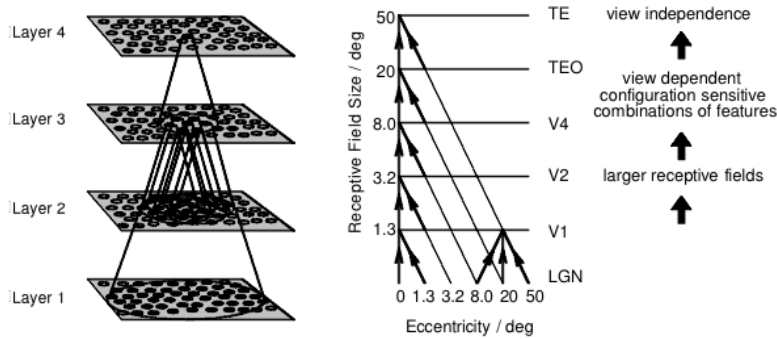 Layer 4
Layer 3
Layer 2
Layer 1
Receptive Field Size / deg
50
20
8.0
3.2
1.3
TE
TEO
V4
V2
V1
LGN
0 1.3 3.2 8.0 20 50
Eccentricity / deg
view independence
view dependent
configuration sensitive
combinations of features
larger receptive fields